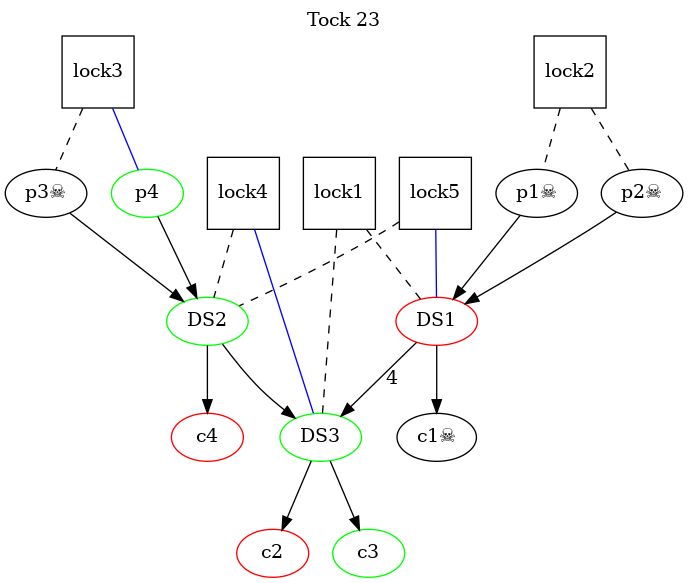 Tock 23
lock3
lock2
p3☠
p4
lock4
lock1
lock5
p1☠
p2☠
DS2
DS1
4
c4
DS3
c1☠
c2
c3